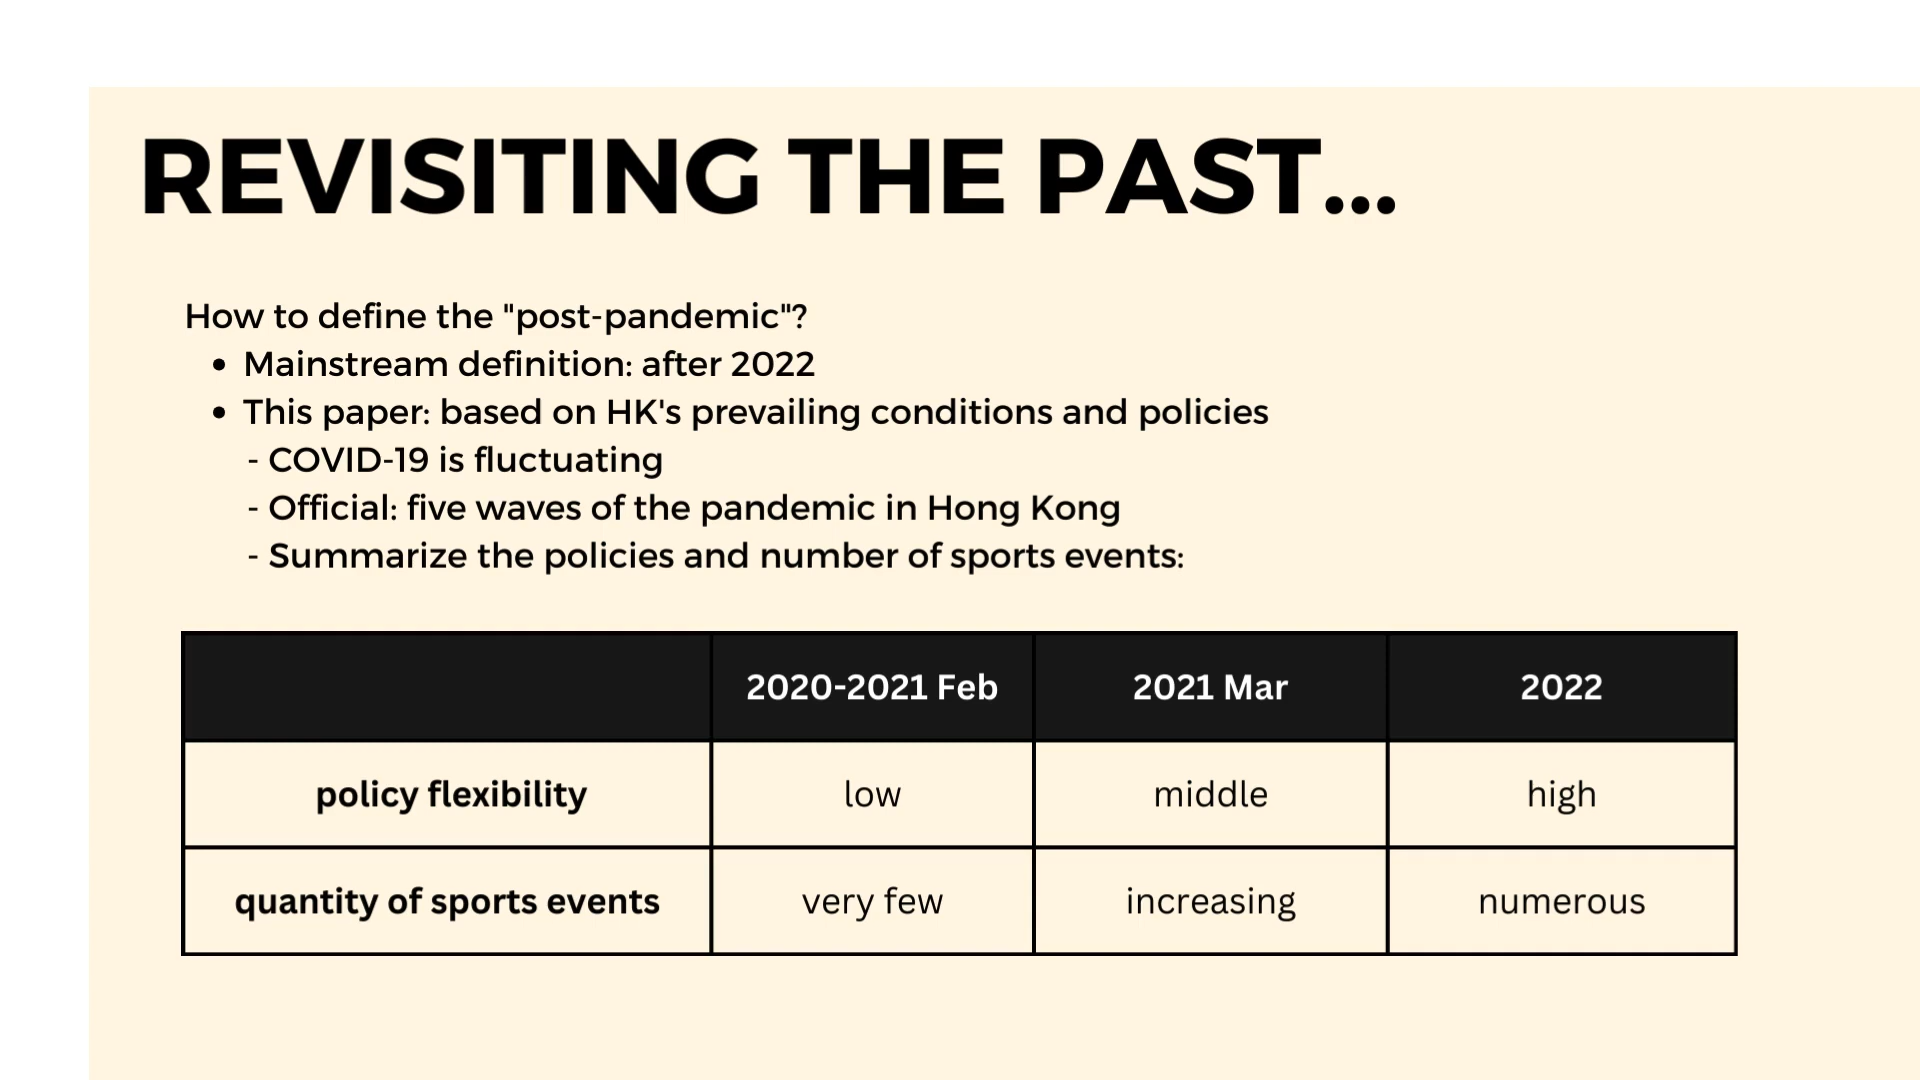 REVISITING THE PAST...
How to define the "post-pandemic"?
• Mainstream definition: after 2022
• This paper: based on HK's prevailing conditions and policies
- COVID-19 is fluctuating
- Official: five waves of the pandemic in Hong Kong
- Summarize the policies and number of sports events:
2020-2021 Feb 2021 Mar 2022
policy flexibility low middle high
quantity of sports events very few increasing numerous